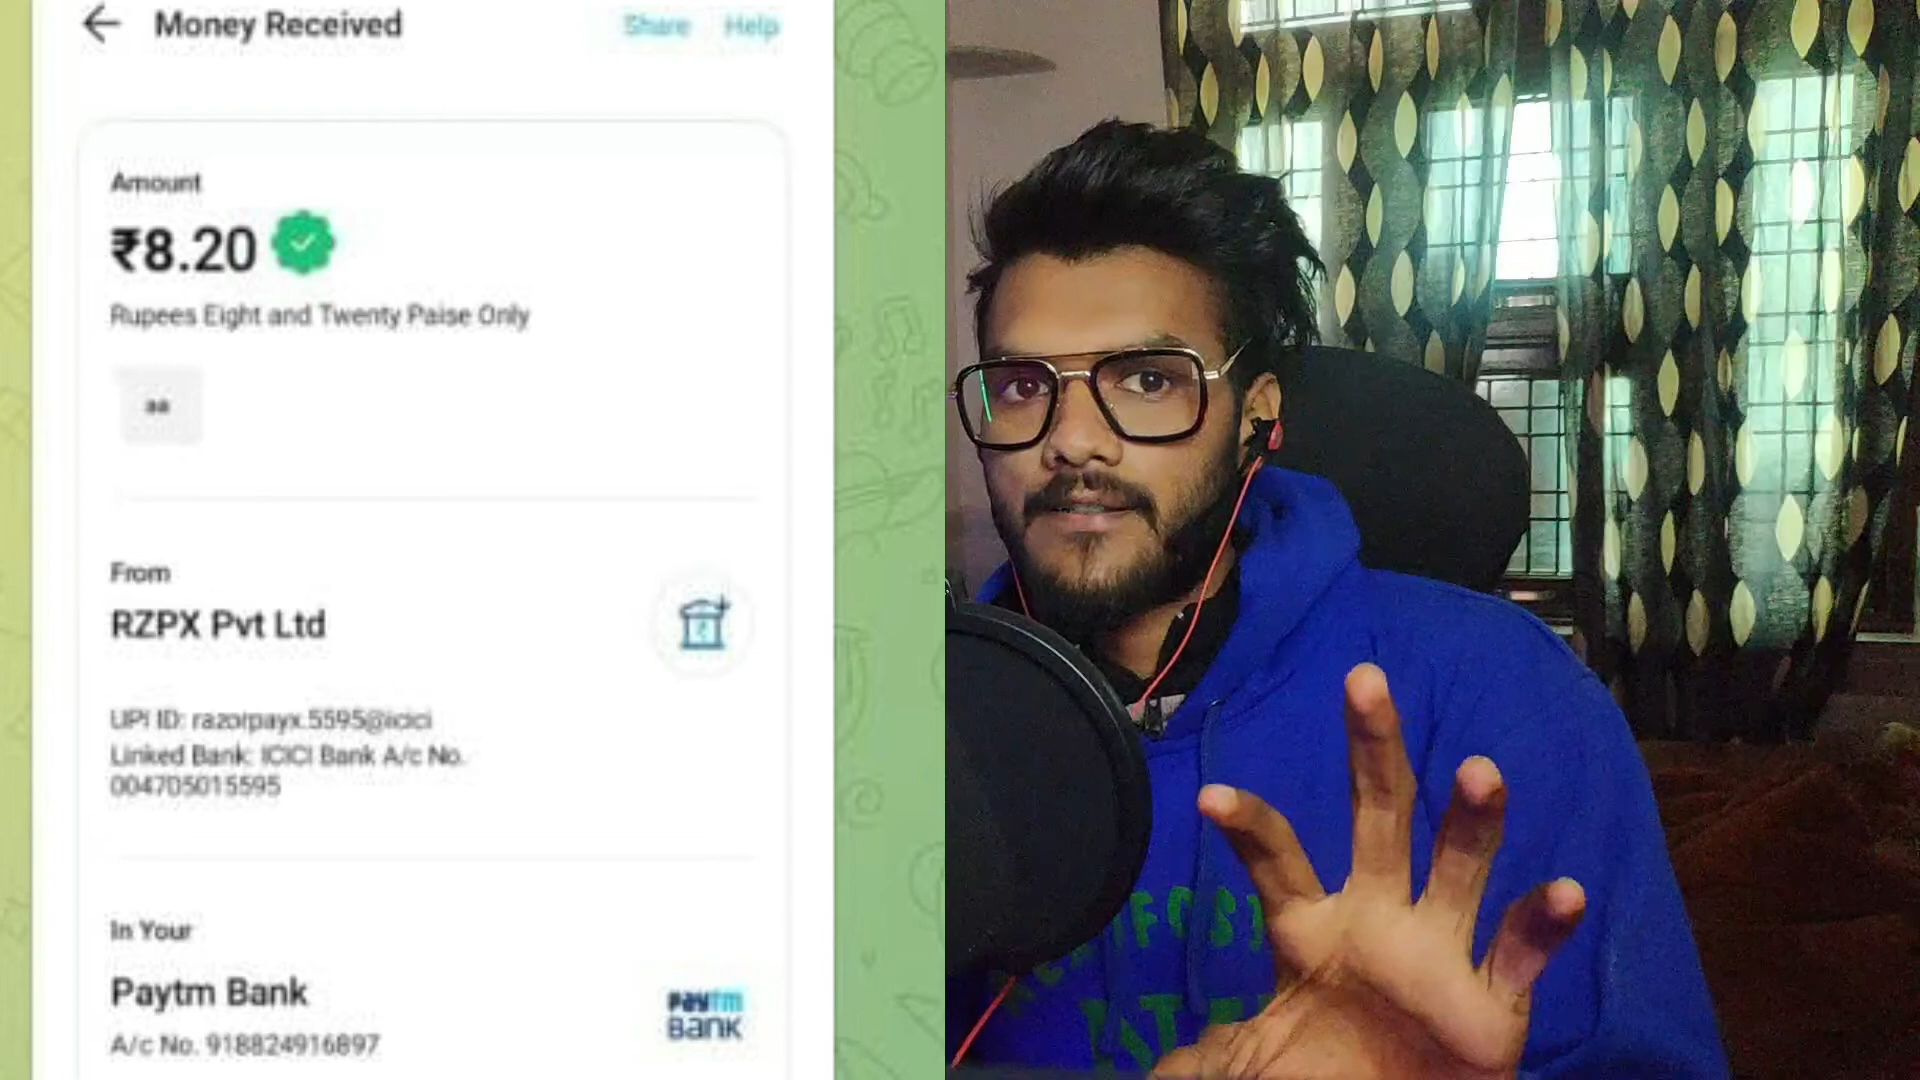 Money Received
Share
Help
Amount
₹8.20
Rupees Eight and Twenty Paise Only
aa
From
RZPX Pvt Ltd
UPI ID: razorpayx.5595@icici
Linked Bank: ICICI Bank A/c No.
004705015595
In Your
Paytm Bank
A/c No. 918824916897
paytm
BANK